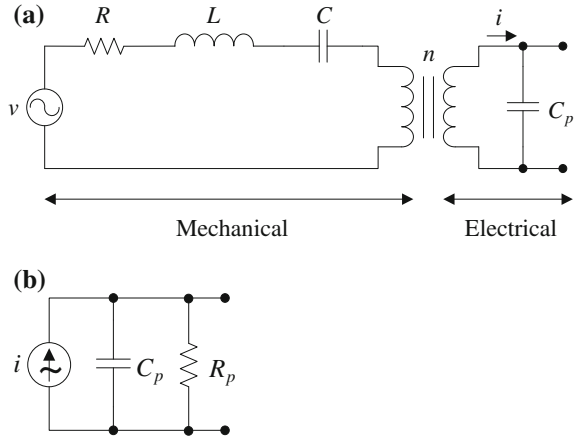 (a)
R
L
C
i
n
v
C_p
Mechanical
Electrical
(b)
i
C_p
R_p